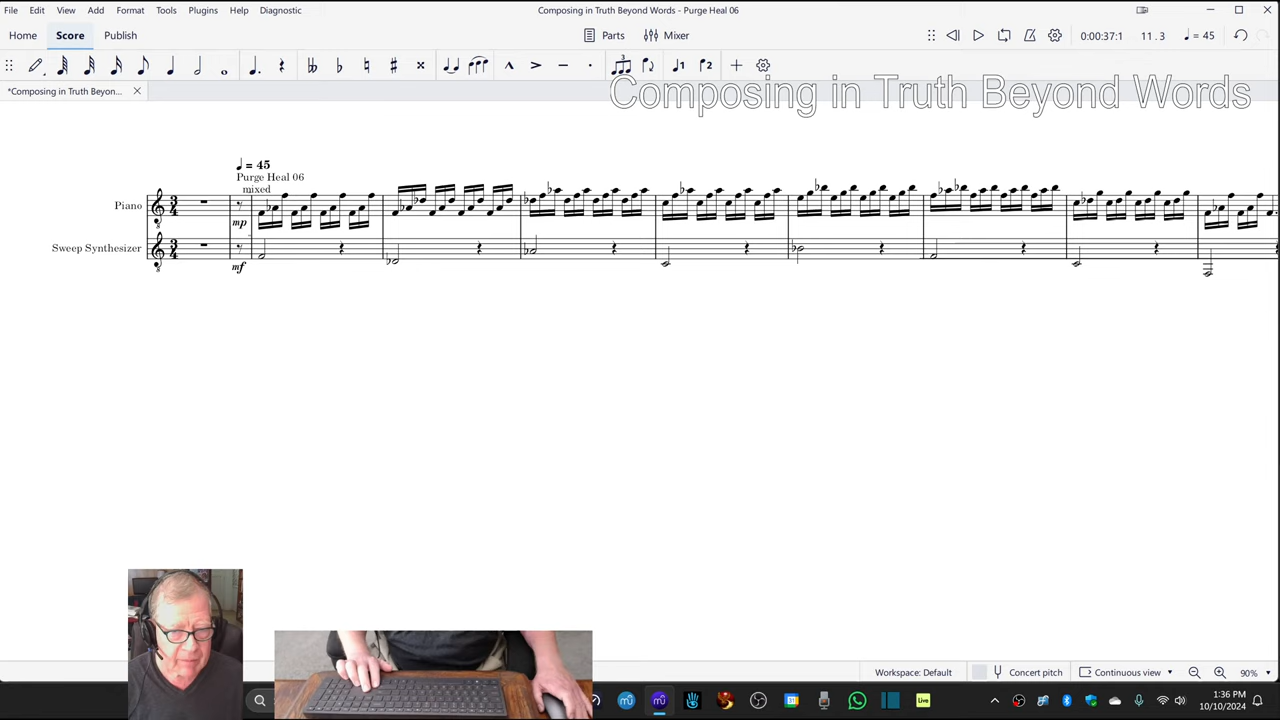 File Edit View Add Format Tools Plugins Help Diagnostic
Composing in Truth Beyond Words - Purge Heal 06
Home Score Publish
Parts Mixer
0:00:37:1 11 . 3 = 45
*Composing in Truth Beyon...
Composing in Truth Beyond Words
= 45
Purge Heal 06
mixed
Piano
mp
Sweep Synthesizer
mf
Workspace: Default Concert pitch Continuous view 90%
Live
1:36 PM
10/10/2024